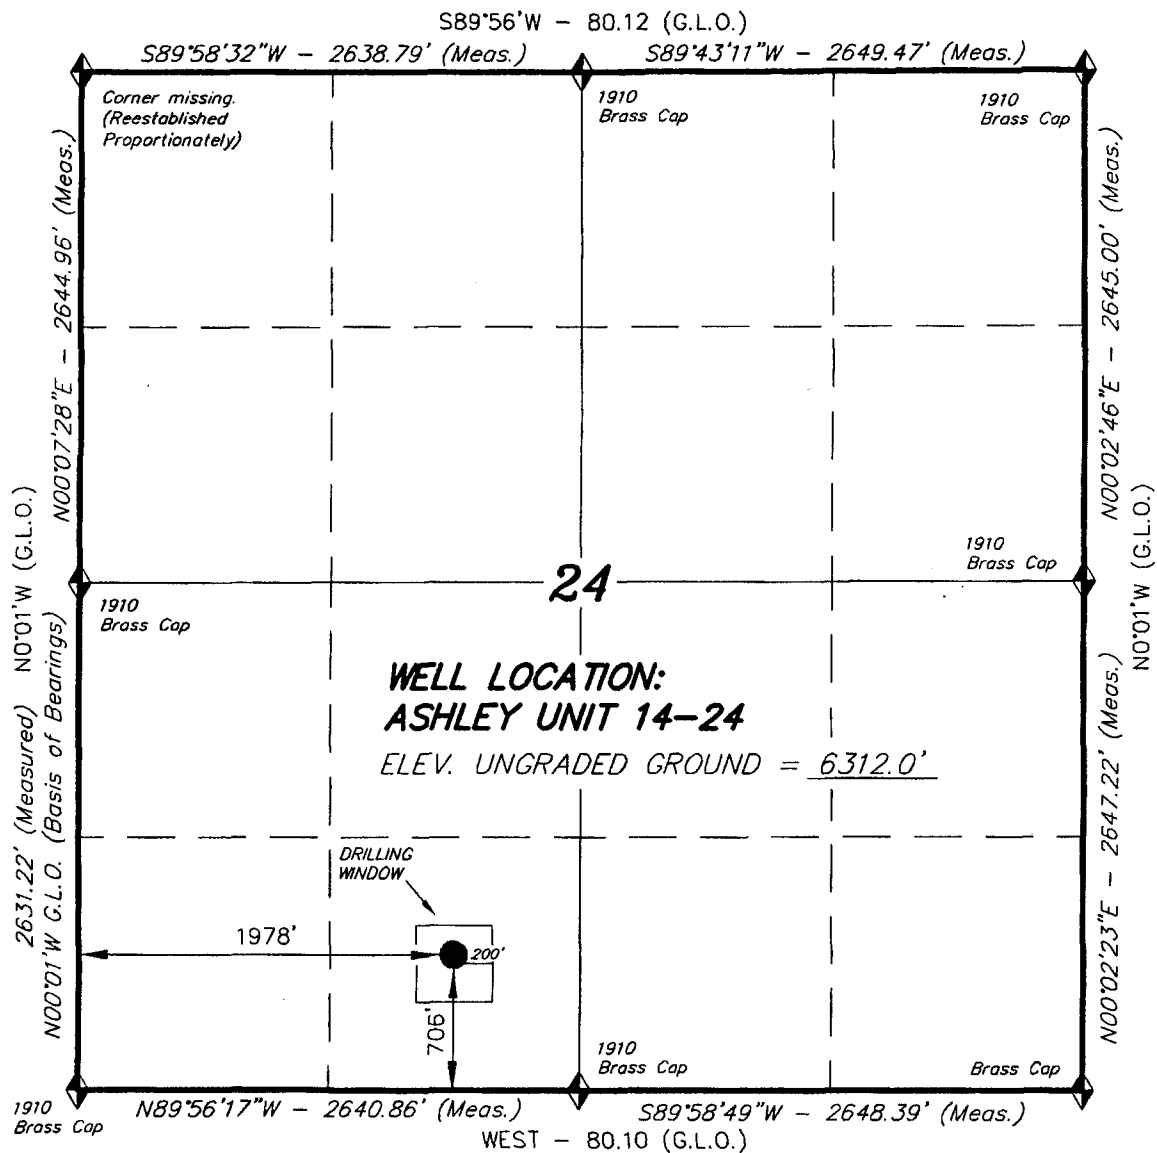 S89°56'W – 80.12 (G.L.O.)
S89°58'32"W – 2638.79' (Meas.)
S89°43'11"W – 2649.47' (Meas.)
Corner missing.
(Reestablished
Proportionately)
1910
Brass Cap
1910
Brass Cap
N00°07'28"E – 2644.96' (Meas.)
N00°02'46"E – 2645.00' (Meas.)
N0°01'W (G.L.O.)
N0°01'W (G.L.O.)
1910
Brass Cap
24
1910
Brass Cap
WELL LOCATION:
ASHLEY UNIT 14–24
ELEV. UNGRADED GROUND = 6312.0'
2631.22' (Measured)
N00°01'W G.L.O. (Basis of Bearings)
N00°02'23"E – 2647.22' (Meas.)
DRILLING
WINDOW
1978'
200'
706'
1910
Brass Cap
Brass Cap
1910
Brass Cap
N89°56'17"W – 2640.86' (Meas.)
S89°58'49"W – 2648.39' (Meas.)
WEST – 80.10 (G.L.O.)